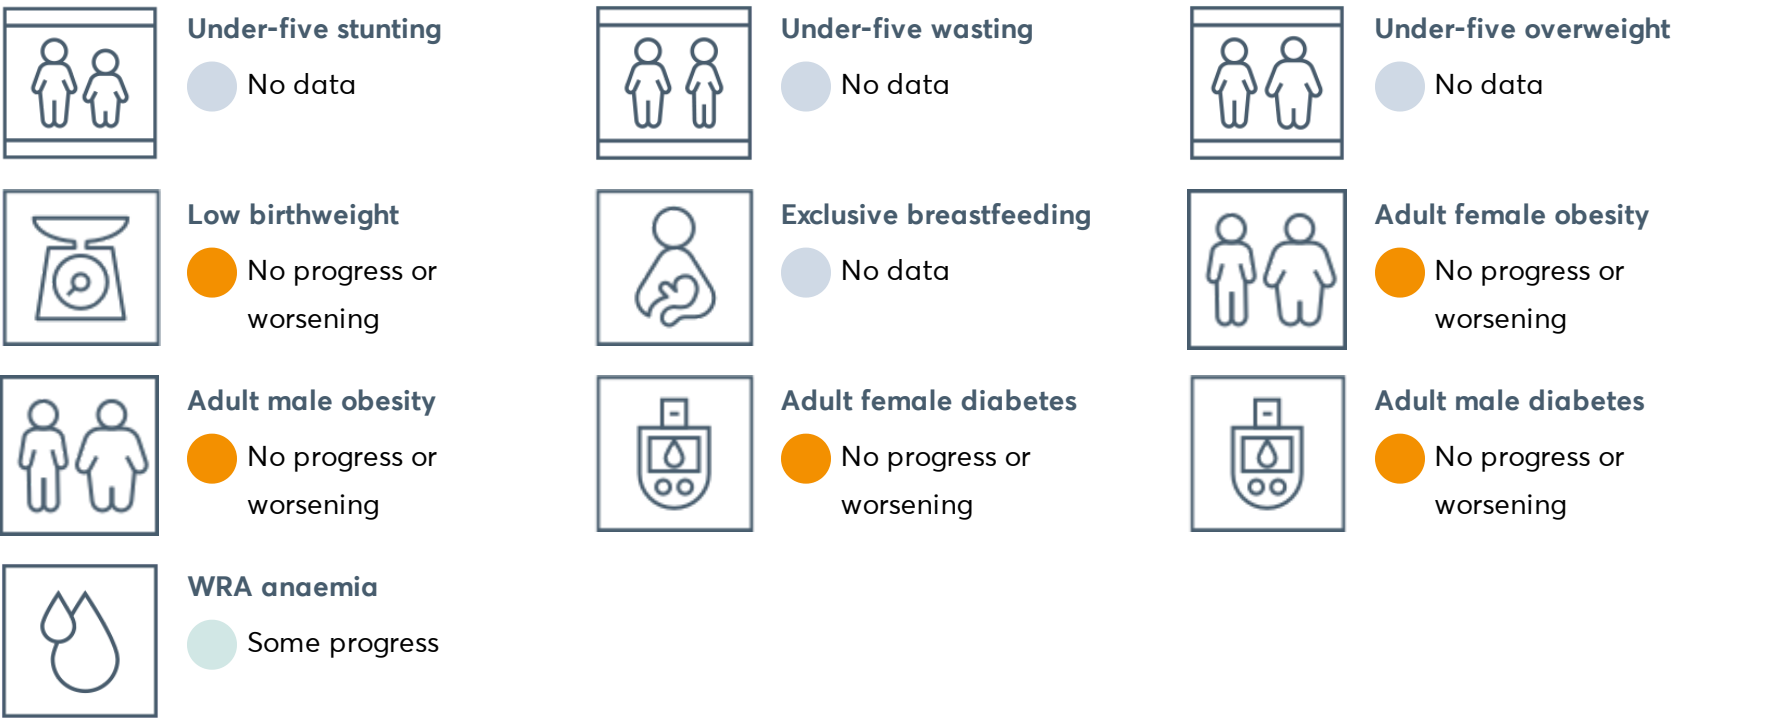 Under-five stunting
No data
Under-five wasting
No data
Under-five overweight
No data
Low birthweight
No progress or
worsening
Exclusive breastfeeding
No data
Adult female obesity
No progress or
worsening
Adult male obesity
No progress or
worsening
Adult female diabetes
No progress or
worsening
Adult male diabetes
No progress or
worsening
WRA anaemia
Some progress